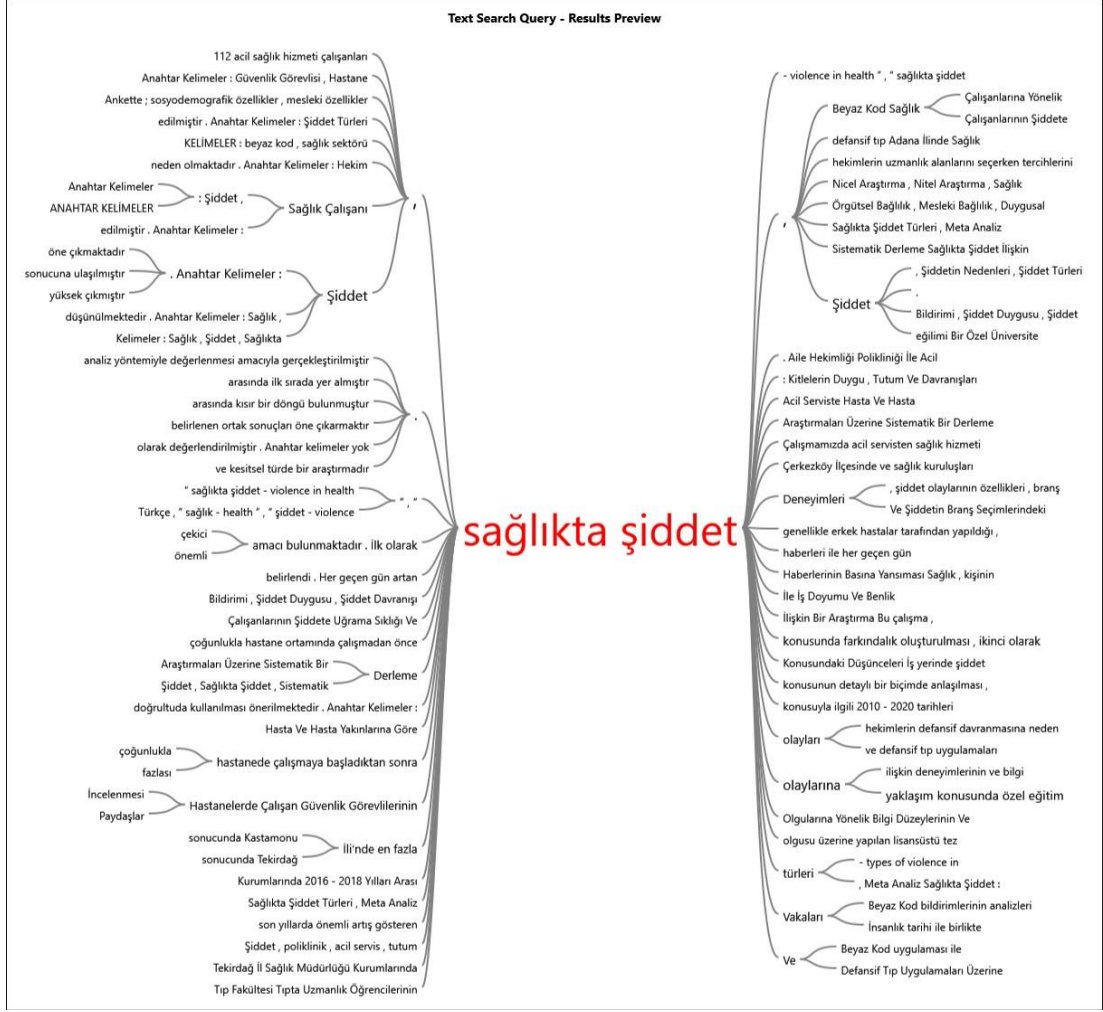 Text Search Query - Results Preview
112 acil sağlık hizmeti çalışanları
Anahtar Kelimeler : Güvenlik Görevlisi , Hastane
Ankette ; sosyodemografik özellikler , mesleki özellikler
edilmiştir . Anahtar Kelimeler : Şiddet Türleri
KELİMELER : beyaz kod , sağlık sektörü
neden olmaktadır . Anahtar Kelimeler : Hekim
,
Anahtar Kelimeler
ANAHTAR KELİMELER
: Şiddet ,
edilmiştir . Anahtar Kelimeler :
Sağlık Çalışanı
öne çıkmaktadır
sonucuna ulaşılmıştır
yüksek çıkmıştır
. Anahtar Kelimeler :
düşünülmektedir . Anahtar Kelimeler : Sağlık ,
Kelimeler : Sağlık , Şiddet , Sağlıkta
Şiddet
analiz yöntemiyle değerlenmesi amacıyla gerçekleştirilmiştir
arasında ilk sırada yer almıştır
arasında kısır bir döngü bulunmuştur
belirlenen ortak sonuçları öne çıkarmaktır
olarak değerlendirilmiştir . Anahtar kelimeler yok
ve kesitsel türde bir araştırmadır
.
" sağlıkta şiddet - violence in health
Türkçe , " sağlık - health " , " şiddet - violence
" , "
çekici
önemli
amacı bulunmaktadır . İlk olarak
belirlendi . Her geçen gün artan
Bildirimi , Şiddet Duygusu , Şiddet Davranışı
Çalışanlarının Şiddete Uğrama Sıklığı Ve
çoğunlukla hastane ortamında çalışmadan önce
Araştırmaları Üzerine Sistematik Bir
Şiddet , Sağlıkta Şiddet , Sistematik
Derleme
doğrultuda kullanılması önerilmektedir . Anahtar Kelimeler :
Hasta Ve Hasta Yakınlarına Göre
çoğunlukla
fazlası
hastanede çalışmaya başladıktan sonra
İncelenmesi
Paydaşlar
Hastanelerde Çalışan Güvenlik Görevlilerinin
sonucunda Kastamonu
sonucunda Tekirdağ
İli'nde en fazla
Kurumlarında 2016 - 2018 Yılları Arası
Sağlıkta Şiddet Türleri , Meta Analiz
son yıllarda önemli artış gösteren
Şiddet , poliklinik , acil servis , tutum
Tekirdağ İl Sağlık Müdürlüğü Kurumlarında
Tıp Fakültesi Tıpta Uzmanlık Öğrencilerinin
sağlıkta şiddet
- violence in health " , " sağlıkta şiddet
,
Beyaz Kod Sağlık
Çalışanlarına Yönelik
Çalışanlarının Şiddete
defansif tıp Adana İlinde Sağlık
hekimlerin uzmanlık alanlarını seçerken tercihlerini
Nicel Araştırma , Nitel Araştırma , Sağlık
Örgütsel Bağlılık , Mesleki Bağlılık , Duygusal
Sağlıkta Şiddet Türleri , Meta Analiz
Sistematik Derleme Sağlıkta Şiddet İlişkin
Şiddet
, Şiddetin Nedenleri , Şiddet Türleri
.
Bildirimi , Şiddet Duygusu , Şiddet
eğilimi Bir Özel Üniversite
. Aile Hekimliği Polikliniği İle Acil
: Kitlelerin Duygu , Tutum Ve Davranışları
Acil Serviste Hasta Ve Hasta
Araştırmaları Üzerine Sistematik Bir Derleme
Çalışmamızda acil servisten sağlık hizmeti
Çerkezköy İlçesinde ve sağlık kuruluşları
Deneyimleri
, şiddet olaylarının özellikleri , branş
Ve Şiddetin Branş Seçimlerindeki
genellikle erkek hastalar tarafından yapıldığı ,
haberleri ile her geçen gün
Haberlerinin Basına Yansıması Sağlık , kişinin
İle İş Doyumu Ve Benlik
İlişkin Bir Araştırma Bu çalışma ,
konusunda farkındalık oluşturulması , ikinci olarak
Konusundaki Düşünceleri İş yerinde şiddet
konusunun detaylı bir biçimde anlaşılması ,
konusuyla ilgili 2010 - 2020 tarihleri
olayları
hekimlerin defansif davranmasına neden
ve defansif tıp uygulamaları
olaylarına
ilişkin deneyimlerinin ve bilgi
yaklaşım konusunda özel eğitim
Olgularına Yönelik Bilgi Düzeylerinin Ve
olgusu üzerine yapılan lisansüstü tez
türleri
- types of violence in
, Meta Analiz Sağlıkta Şiddet :
Vakaları
Beyaz Kod bildirimlerinin analizleri
İnsanlık tarihi ile birlikte
Ve
Beyaz Kod uygulaması ile
Defansif Tıp Uygulamaları Üzerine